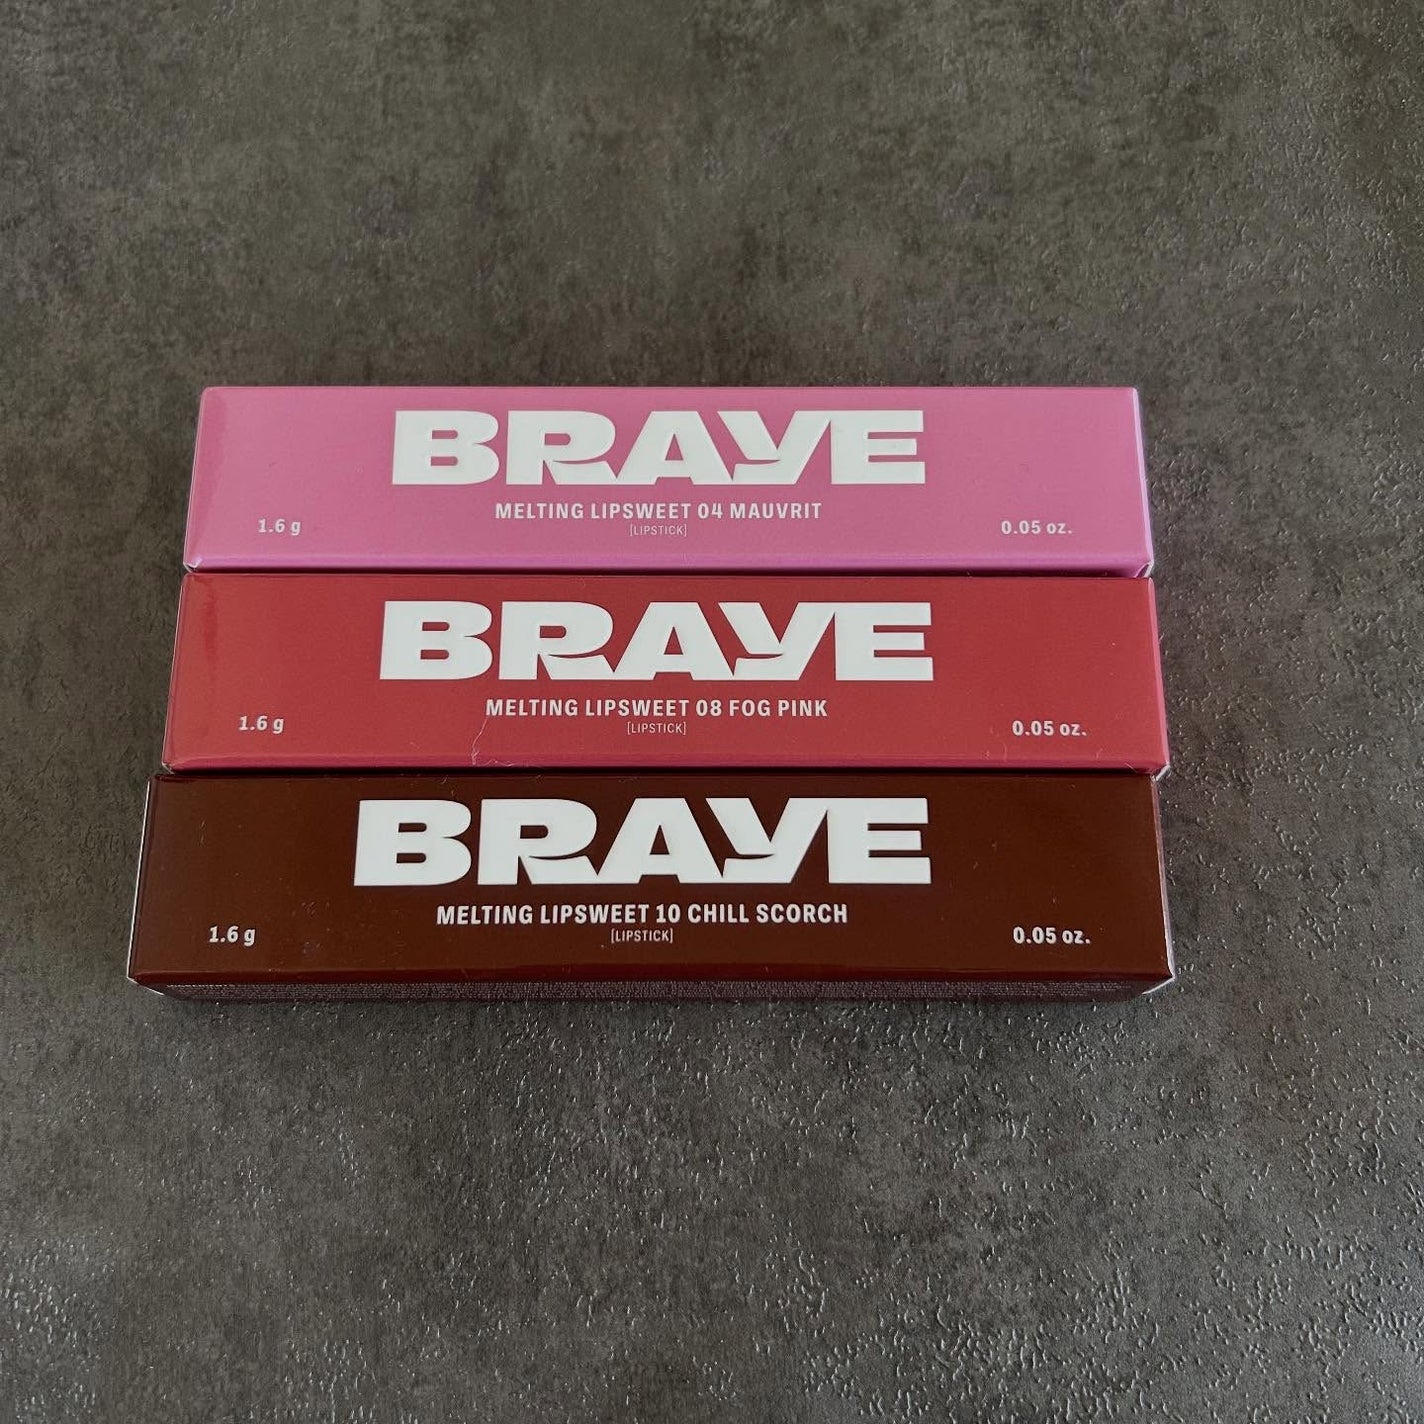 BRAYE
MELTING LIPSWEET 04 MAUVRIT
[LIPSTICK]
1.6 g
0.05 oz.
BRAYE
MELTING LIPSWEET 08 FOG PINK
[LIPSTICK]
1.6 g
0.05 oz.
BRAYE
MELTING LIPSWEET 10 CHILL SCORCH
[LIPSTICK]
1.6 g
0.05 oz.